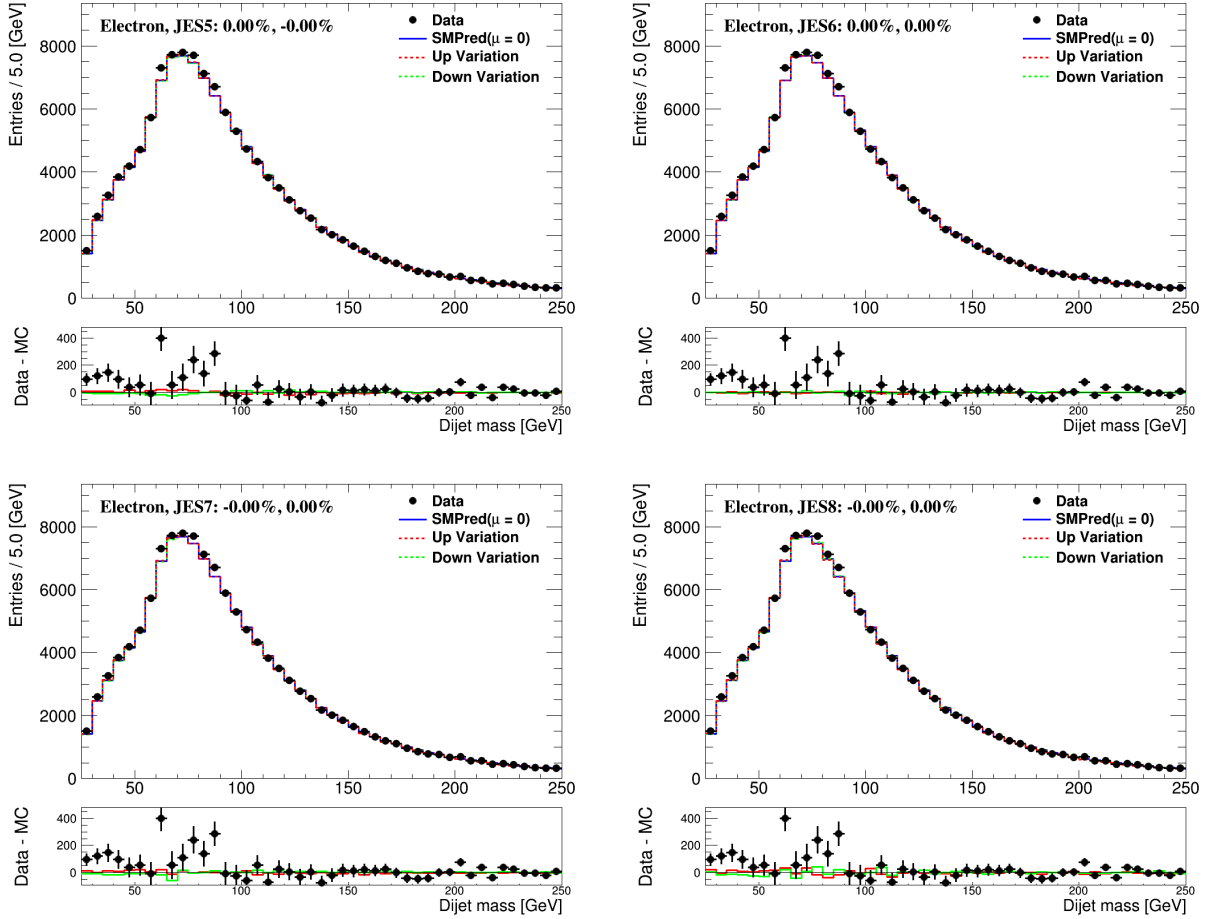 Electron, JES5: 0.00%, -0.00%
Data
SMPred(μ = 0)
Up Variation
Down Variation
Entries / 5.0 [GeV]
8000
6000
4000
2000
0
50 100 150 200 250
Data - MC
400
200
0
50 100 150 200 250
Dijet mass [GeV]
Electron, JES6: 0.00%, 0.00%
Data
SMPred(μ = 0)
Up Variation
Down Variation
Entries / 5.0 [GeV]
8000
6000
4000
2000
0
50 100 150 200 250
Data - MC
400
200
0
50 100 150 200 250
Dijet mass [GeV]
Electron, JES7: -0.00%, 0.00%
Data
SMPred(μ = 0)
Up Variation
Down Variation
Entries / 5.0 [GeV]
8000
6000
4000
2000
0
50 100 150 200 250
Data - MC
400
200
0
50 100 150 200 250
Dijet mass [GeV]
Electron, JES8: -0.00%, 0.00%
Data
SMPred(μ = 0)
Up Variation
Down Variation
Entries / 5.0 [GeV]
8000
6000
4000
2000
0
50 100 150 200 250
Data - MC
400
200
0
50 100 150 200 250
Dijet mass [GeV]